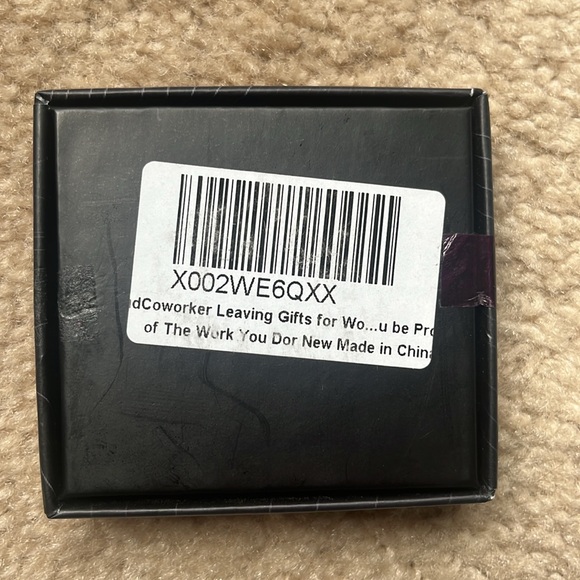 X002WE6QXX
dCoworker Leaving Gifts for Wo...u be Pro
of The Work You Dor New Made in China